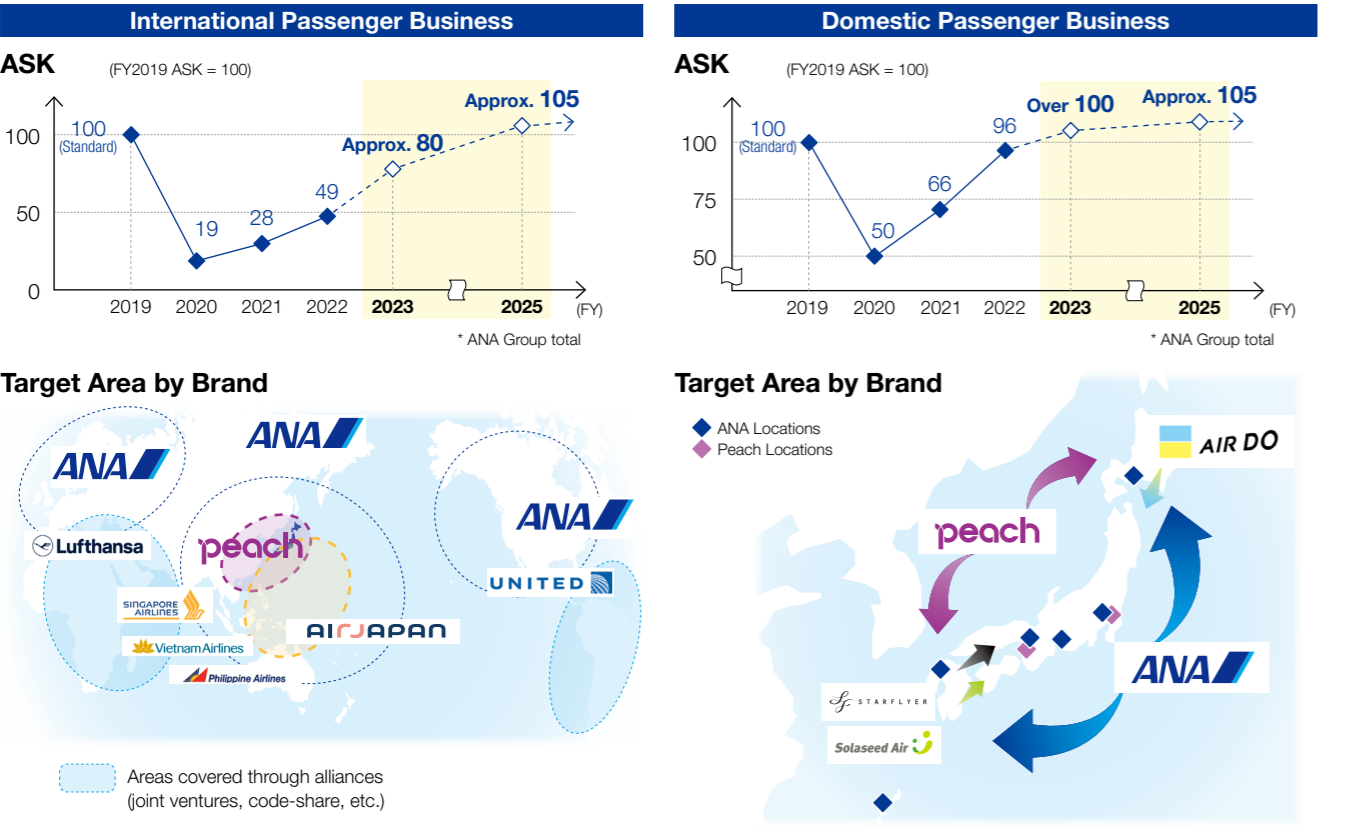 International Passenger Business
ASK
(FY2019 ASK = 100)
100
50
0
100
(Standard)
19
28
49
Approx. 80
Approx. 105
2019
2020
2021
2022
2023
2025
(FY)
* ANA Group total
Target Area by Brand
ANA
ANA
ANA
Lufthansa
peach
SINGAPORE
AIRLINES
Vietnam Airlines
Philippine Airlines
AIRJAPAN
UNITED
Areas covered through alliances
(joint ventures, code-share, etc.)
Domestic Passenger Business
ASK
(FY2019 ASK = 100)
100
75
50
100
(Standard)
50
66
96
Over 100
Approx. 105
2019
2020
2021
2022
2023
2025
(FY)
* ANA Group total
Target Area by Brand
ANA Locations
Peach Locations
AIR DO
peach
ANA
STARFLYER
Solaseed Air